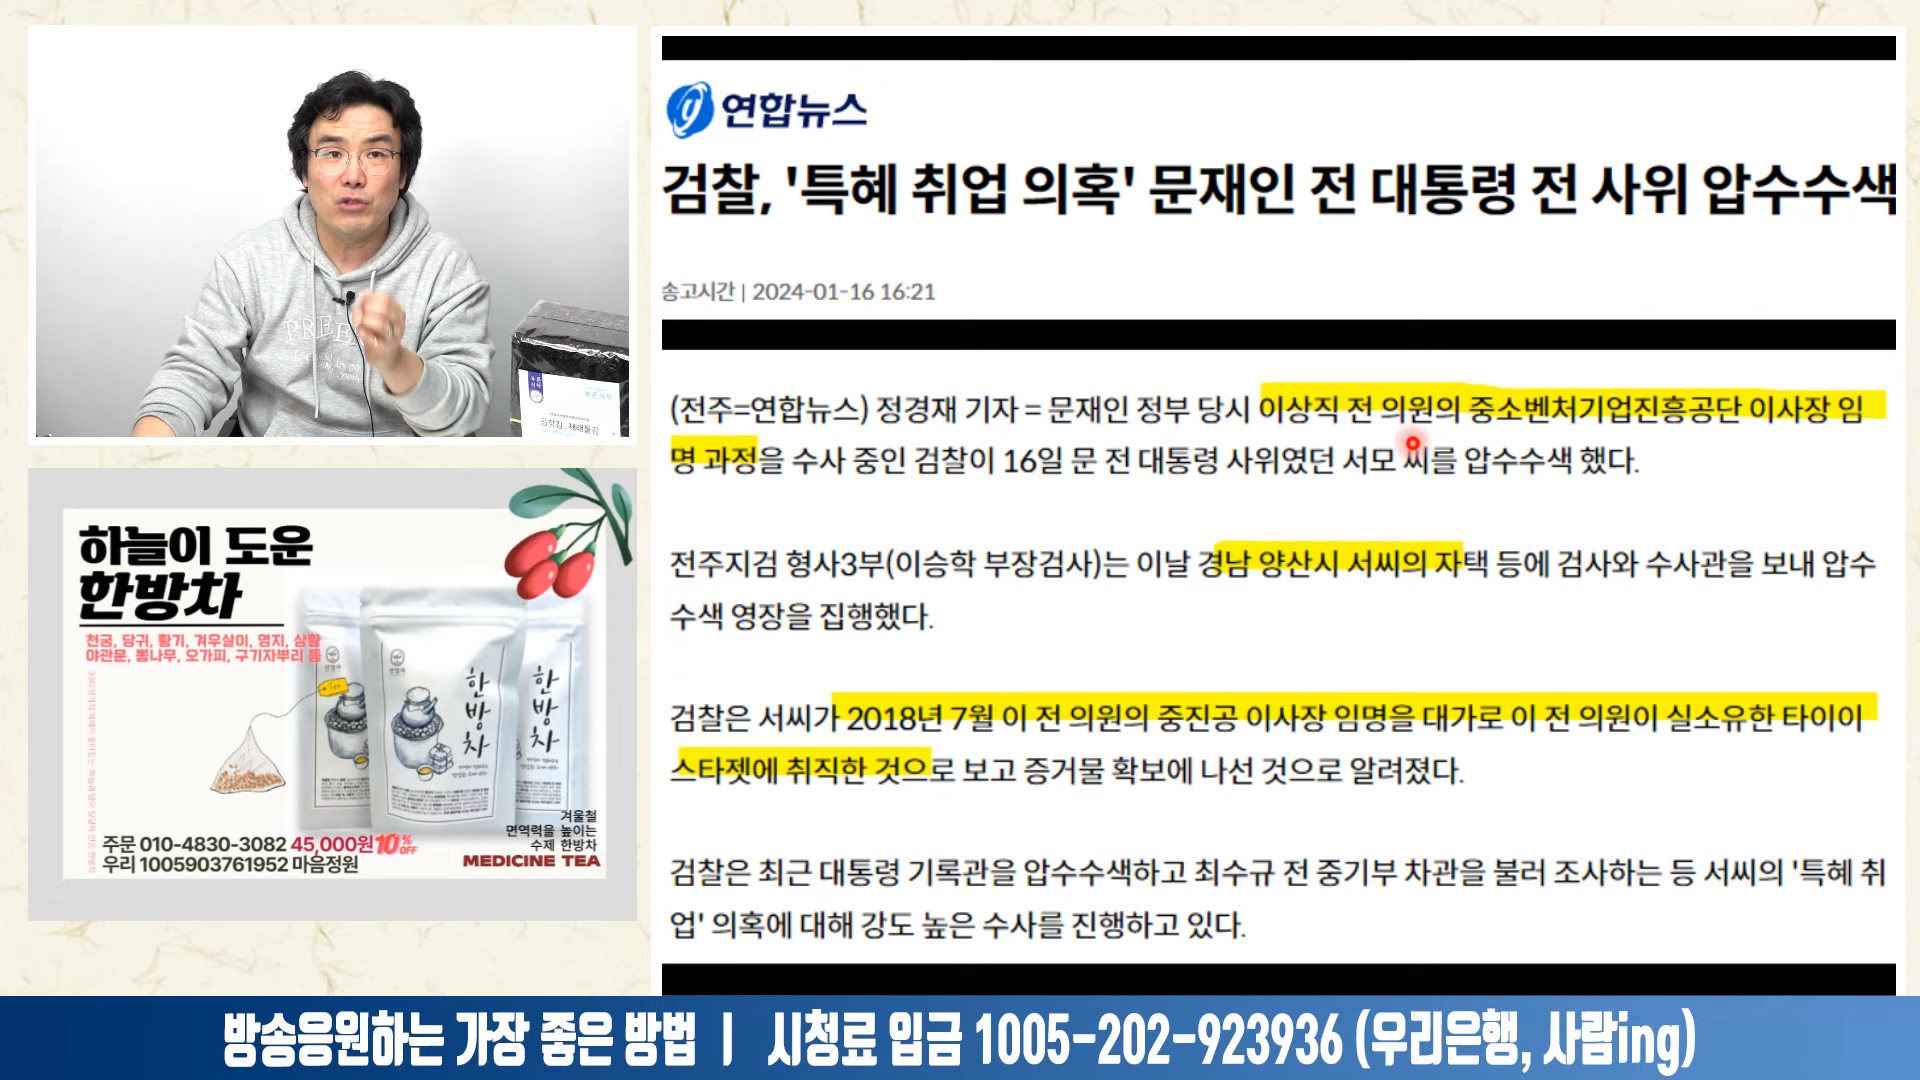 연합뉴스
검찰, '특혜 취업 의혹' 문재인 전 대통령 전 사위 압수수색
송고시간 | 2024-01-16 16:21
(전주=연합뉴스) 정경재 기자 = 문재인 정부 당시 이상직 전 의원의 중소벤처기업진흥공단 이사장 임
명 과정을 수사 중인 검찰이 16일 문 전 대통령 사위였던 서모 씨를 압수수색 했다.
전주지검 형사3부(이승학 부장검사)는 이날 경남 양산시 서씨의 자택 등에 검사와 수사관을 보내 압수
수색 영장을 집행했다.
검찰은 서씨가 2018년 7월 이 전 의원의 중진공 이사장 임명을 대가로 이 전 의원이 실소유한 타이이
스타젯에 취직한 것으로 보고 증거물 확보에 나선 것으로 알려졌다.
검찰은 최근 대통령 기록관을 압수수색하고 최수규 전 중기부 차관을 불러 조사하는 등 서씨의 '특혜 취
업' 의혹에 대해 강도 높은 수사를 진행하고 있다.
푸른식탁
곱창김, 재래돌김
하늘이 도운
한방차
천궁, 당귀, 황기, 겨우살이, 영지, 상황
야관문, 뽕나무, 오가피, 구기자뿌리 등
한방차
한방차
주문 010-4830-3082 45,000원 10% OFF
우리 1005903761952 마음정원
겨울철
면역력을 높이는
수제 한방차
MEDICINE TEA
방송응원하는 가장 좋은 방법 | 시청료 입금 1005-202-923936 (우리은행, 사람ing)